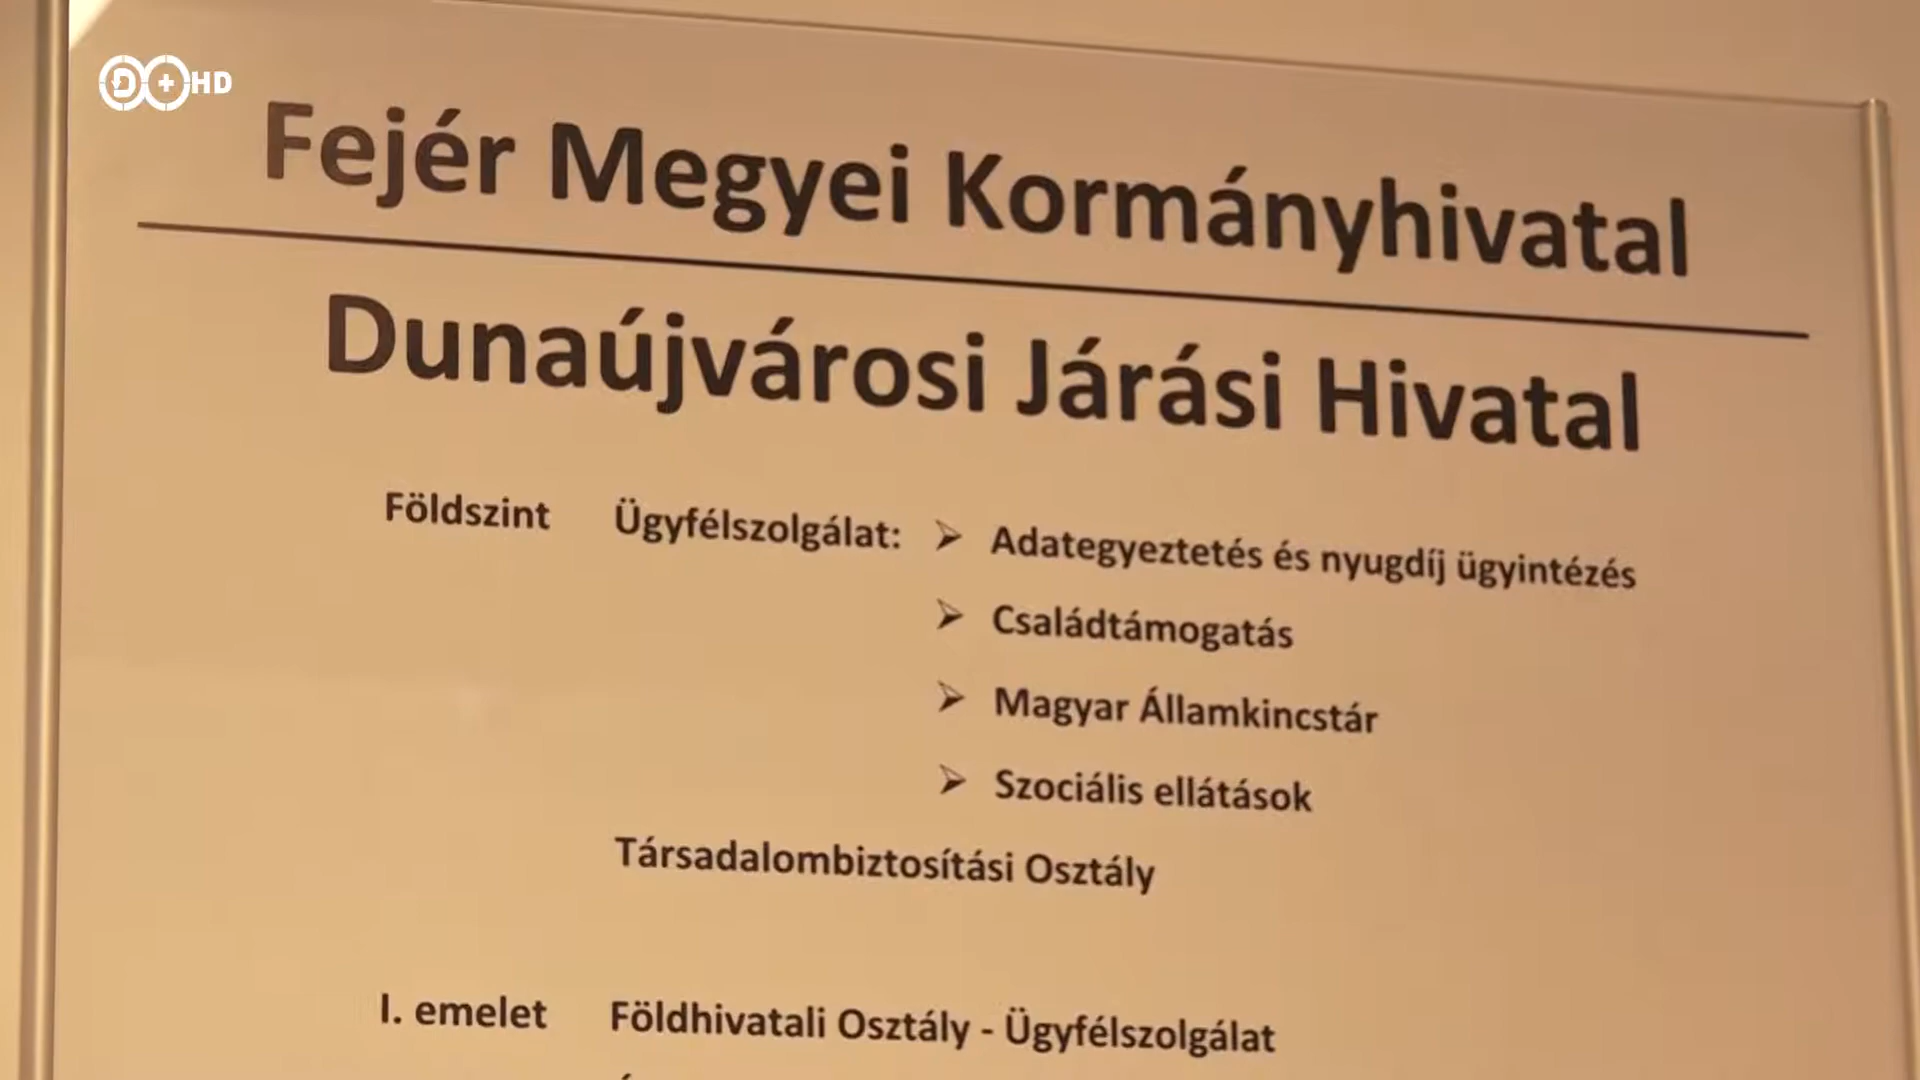 D+HD
Fejér Megyei Kormányhivatal
Dunaújvárosi Járási Hivatal
Földszint Ügyfélszolgálat: ➢ Adategyeztetés és nyugdíj ügyintézés
➢ Családtámogatás
➢ Magyar Államkincstár
➢ Szociális ellátások
Társadalombiztosítási Osztály
I. emelet Földhivatali Osztály - Ügyfélszolgálat